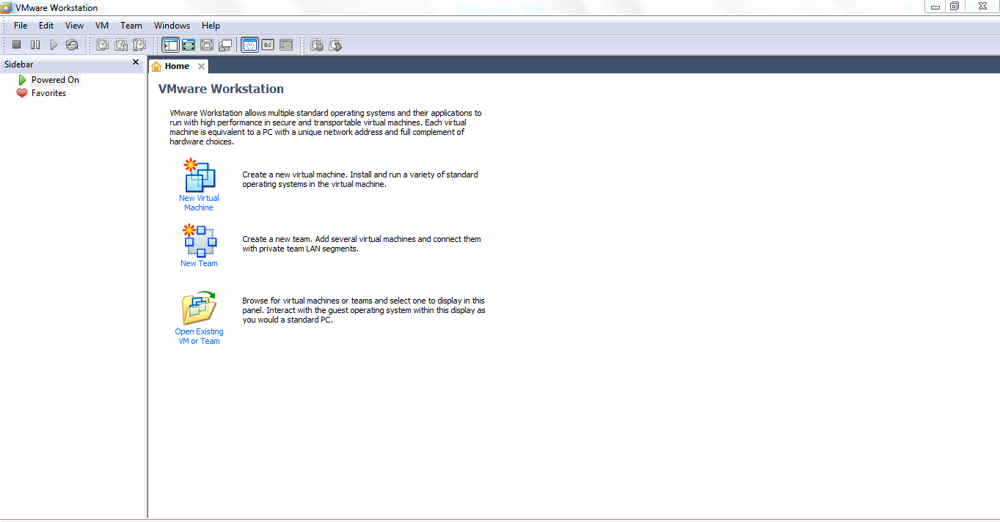 VMware Workstation
File Edit View VM Team Windows Help
Sidebar
Powered On
Favorites
Home
VMware Workstation
VMware Workstation allows multiple standard operating systems and their applications to
run with high performance in secure and transportable virtual machines. Each virtual
machine is equivalent to a PC with a unique network address and full complement of
hardware choices.
New Virtual
Machine
Create a new virtual machine. Install and run a variety of standard
operating systems in the virtual machine.
New Team
Create a new team. Add several virtual machines and connect them
with private team LAN segments.
Open Existing
VM or Team
Browse for virtual machines or teams and select one to display in this
panel. Interact with the guest operating system within this display as
you would a standard PC.